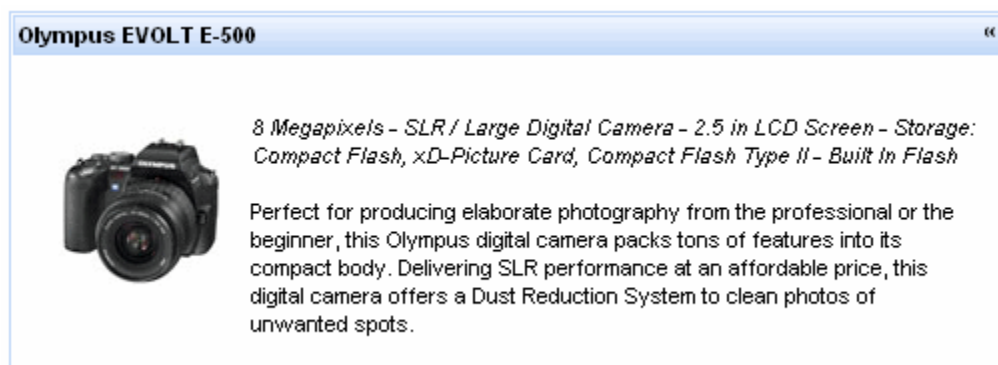 Olympus EVOLT E-500 «
8 Megapixels - SLR / Large Digital Camera - 2.5 in LCD Screen - Storage:
Compact Flash, xD-Picture Card, Compact Flash Type II - Built In Flash
OLYMPUS
Perfect for producing elaborate photography from the professional or the
beginner, this Olympus digital camera packs tons of features into its
compact body. Delivering SLR performance at an affordable price, this
digital camera offers a Dust Reduction System to clean photos of
unwanted spots.